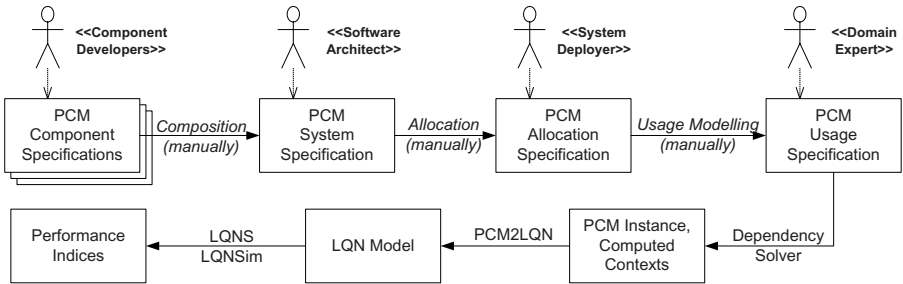 <<Component
Developers>>
<<Software
Architect>>
<<System
Deployer>>
<<Domain
Expert>>
PCM
Component
Specifications
Composition
(manually)
PCM
System
Specification
Allocation
(manually)
PCM
Allocation
Specification
Usage Modelling
(manually)
PCM
Usage
Specification
Performance
Indices
LQNS
LQNSim
LQN Model
PCM2LQN
PCM Instance,
Computed
Contexts
Dependency
Solver